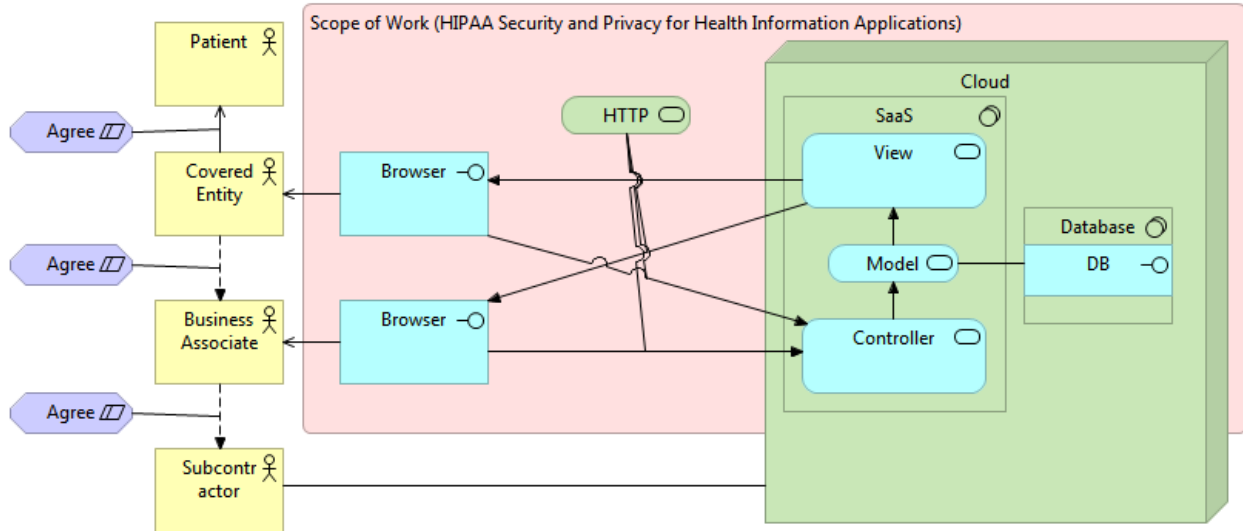 Scope of Work (HIPAA Security and Privacy for Health Information Applications)
Patient
Cloud
Agree
HTTP
SaaS
View
Covered
Entity
Browser
Database
Agree
Model
DB
Business
Associate
Browser
Controller
Agree
Subcontr
actor